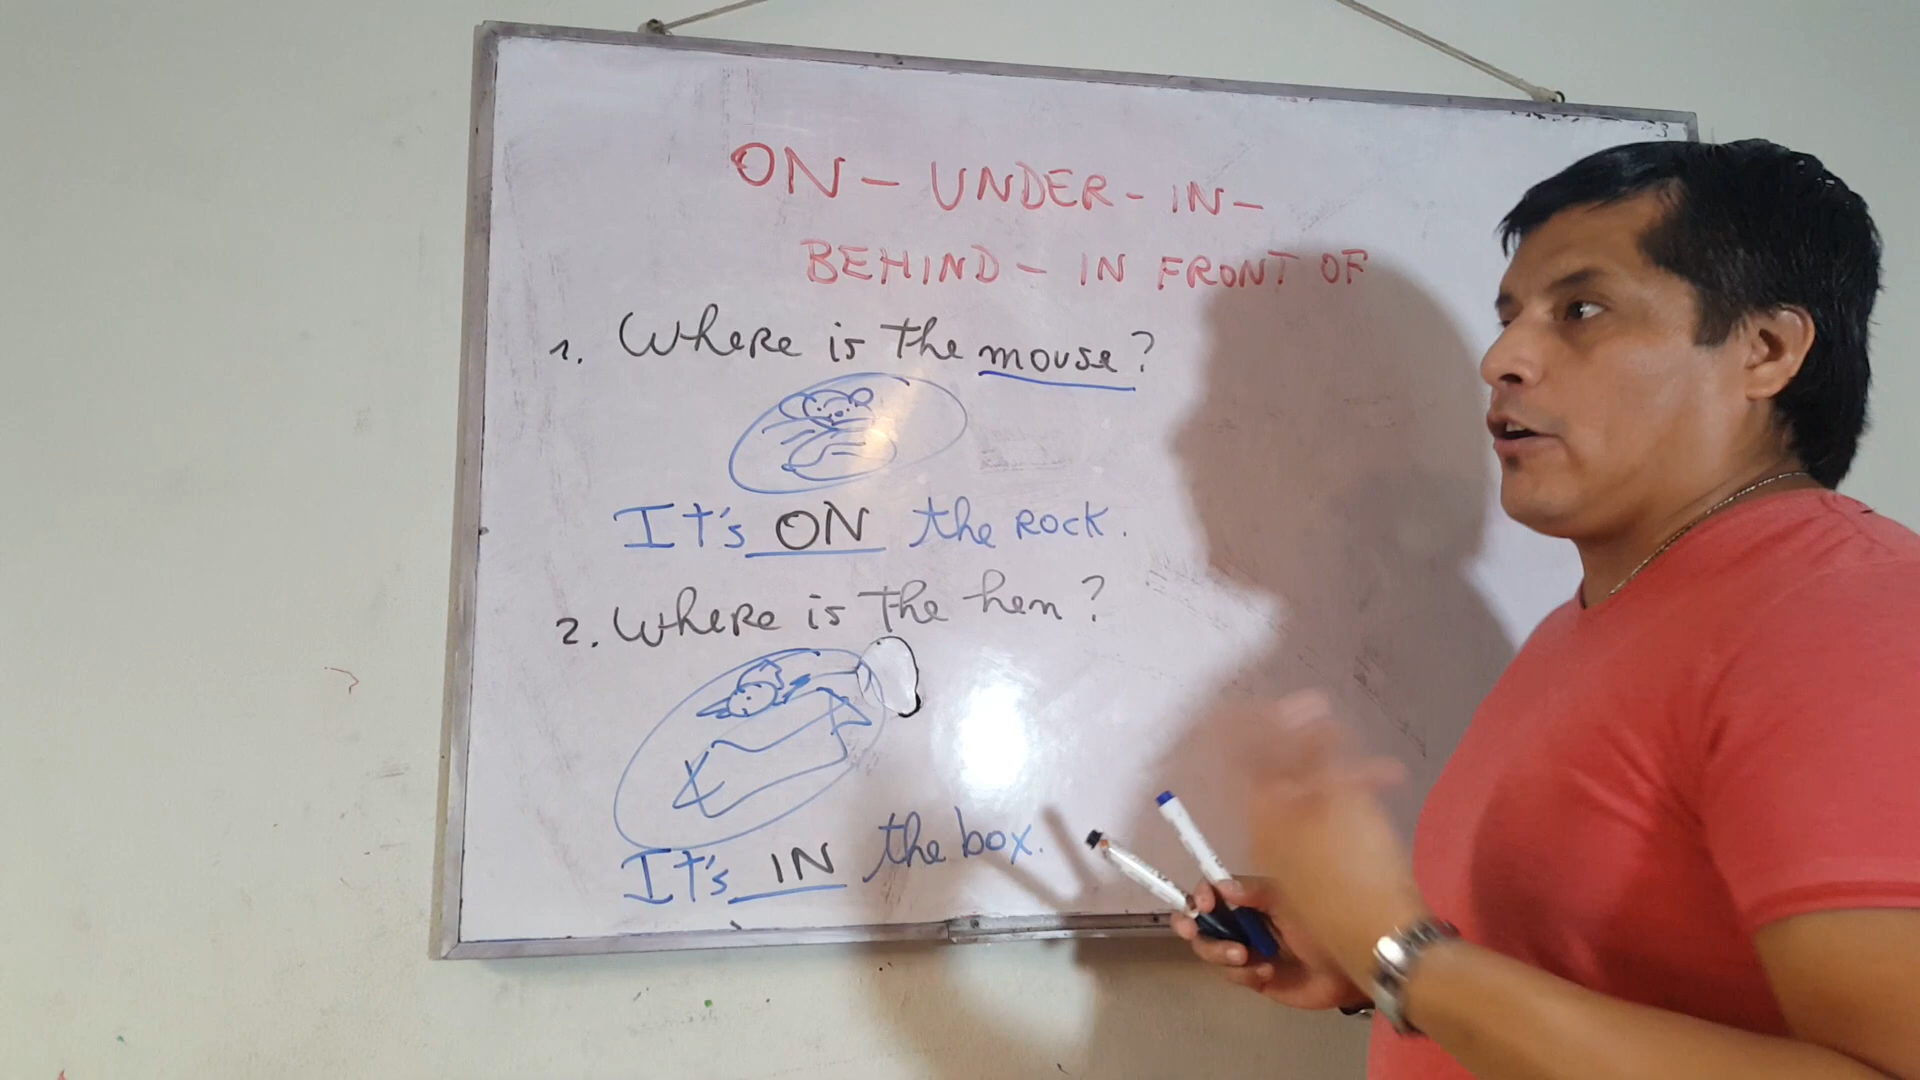 ON - UNDER - IN -
BEHIND - IN FRONT OF
1. Where is the mouse?
It's ON the rock.
2. Where is the hen?
It's IN the box.